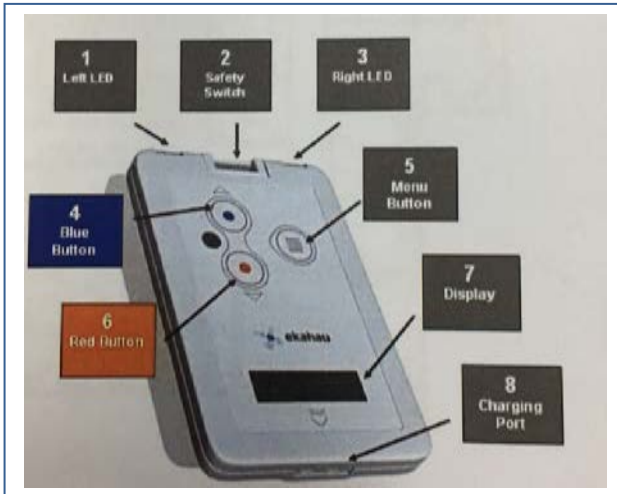 1
Left LED
2
Safety
Switch
3
Right LED
4
Blue
Button
5
Menu
Button
6
Red Button
7
Display
ekahau
8
Charging
Port